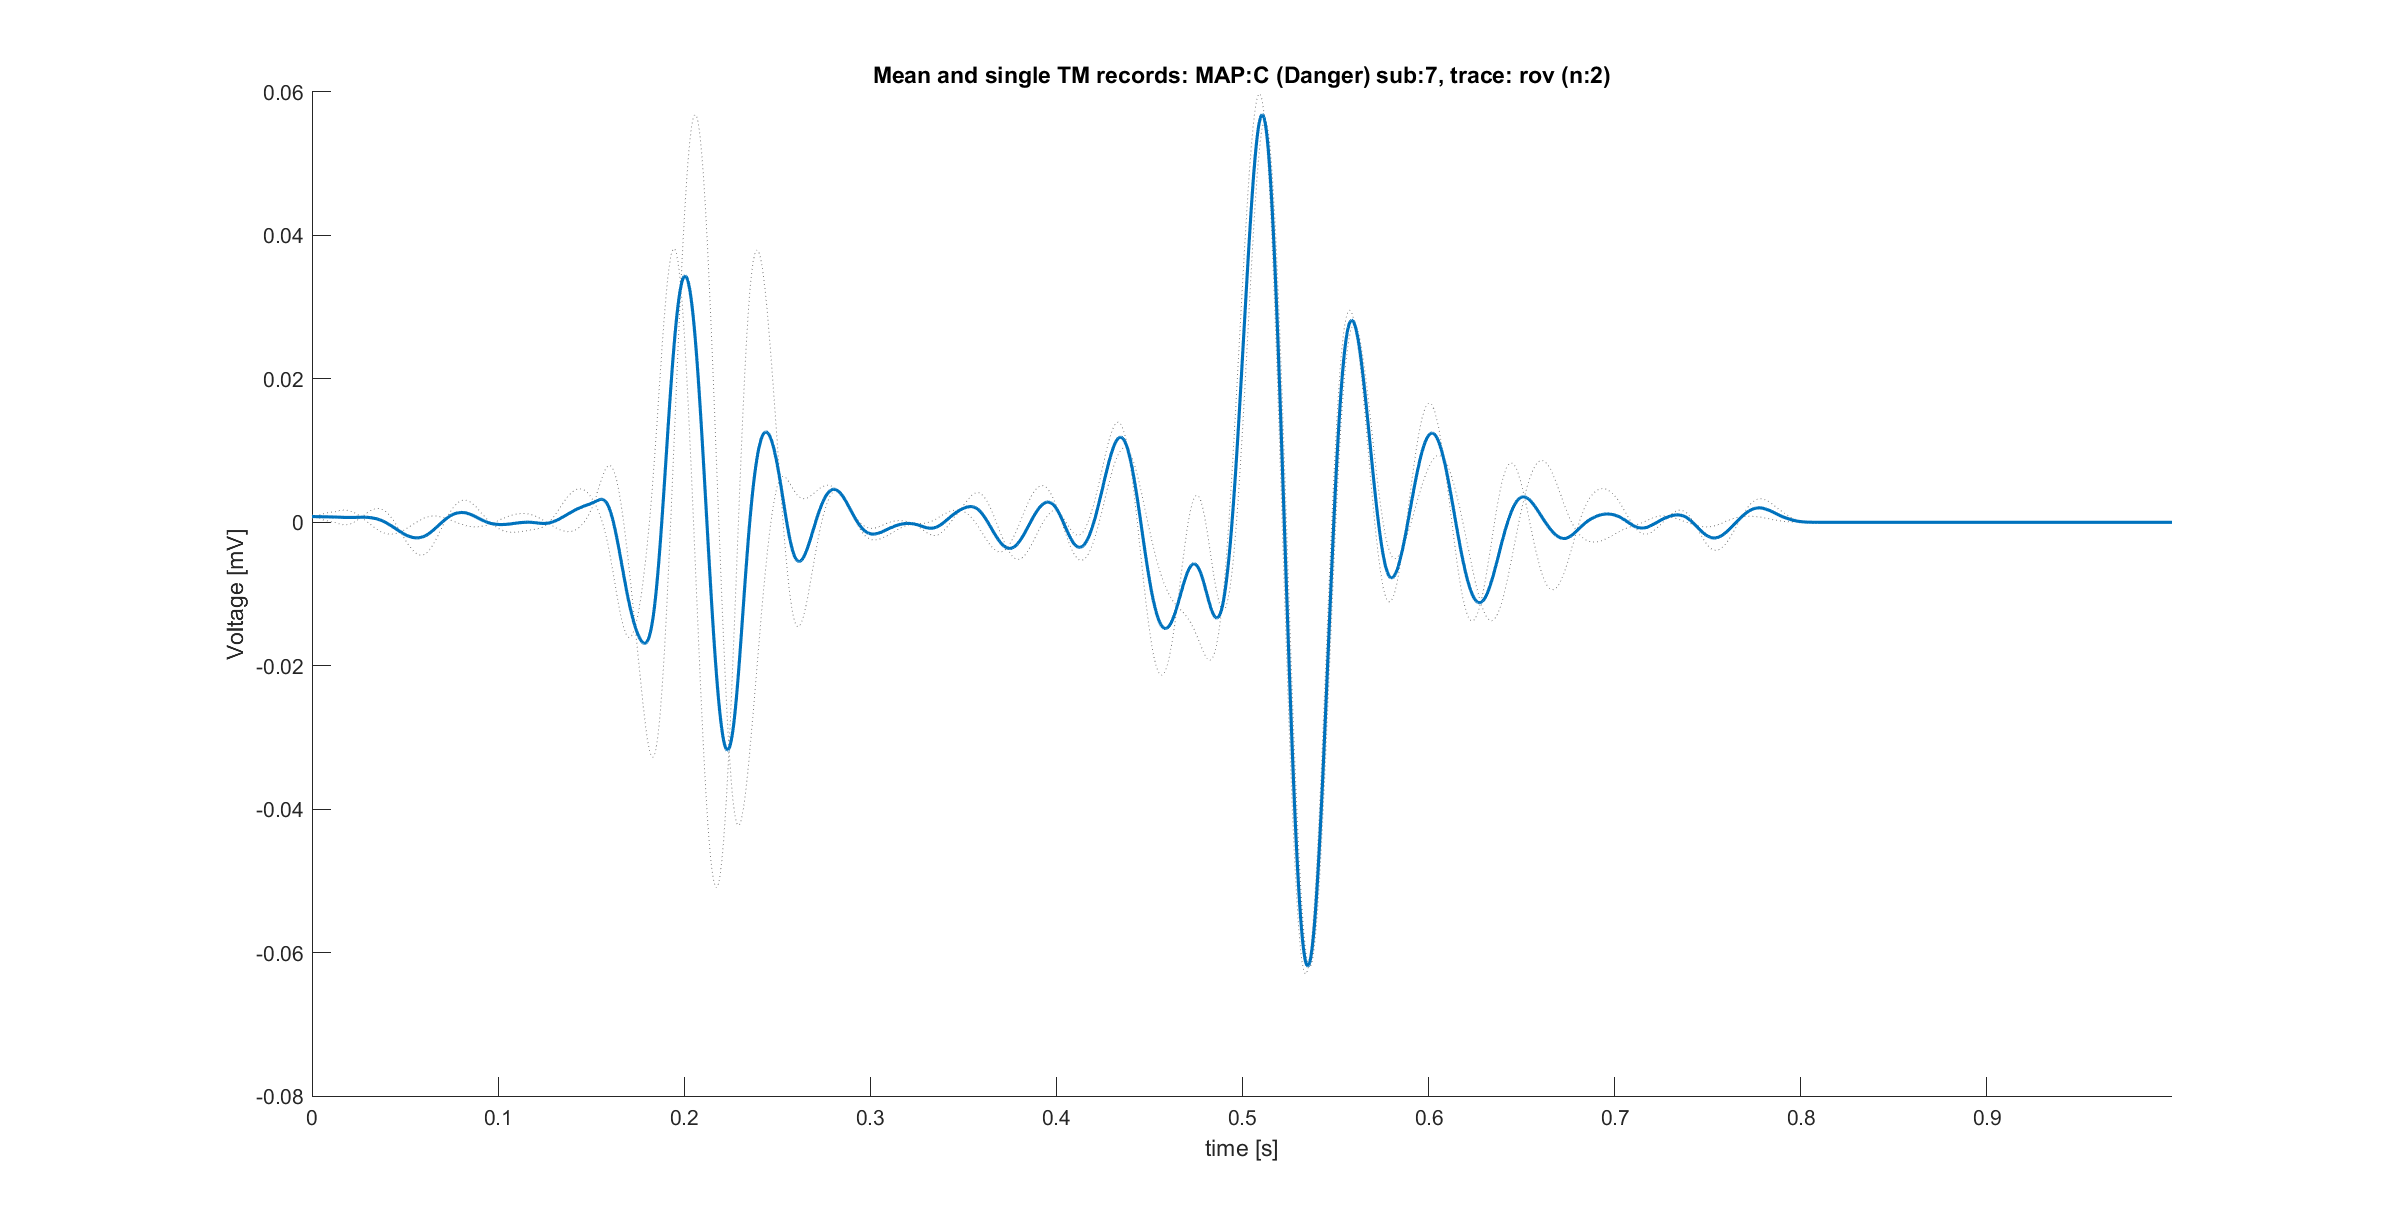 Mean and single TM records: MAP:C (Danger) sub:7, trace: rov (n:2)
0.06
0.04
0.02
0
-0.02
-0.04
-0.06
-0.08
Voltage [mV]
0 0.1 0.2 0.3 0.4 0.5 0.6 0.7 0.8 0.9
time [s]